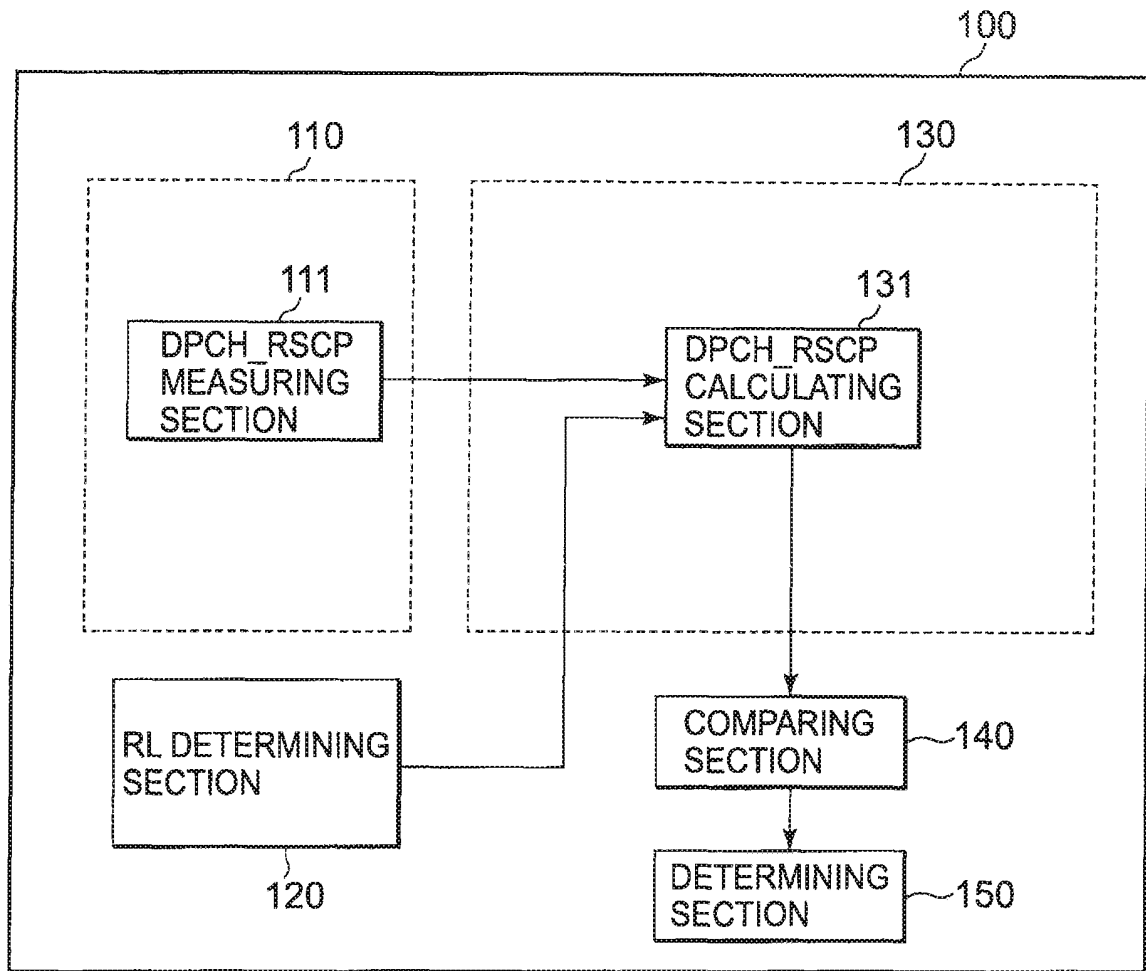 100
110
130
111
DPCH_RSCP
MEASURING
SECTION
131
DPCH_RSCP
CALCULATING
SECTION
RL DETERMINING
SECTION
120
COMPARING
SECTION
140
DETERMINING
SECTION
150